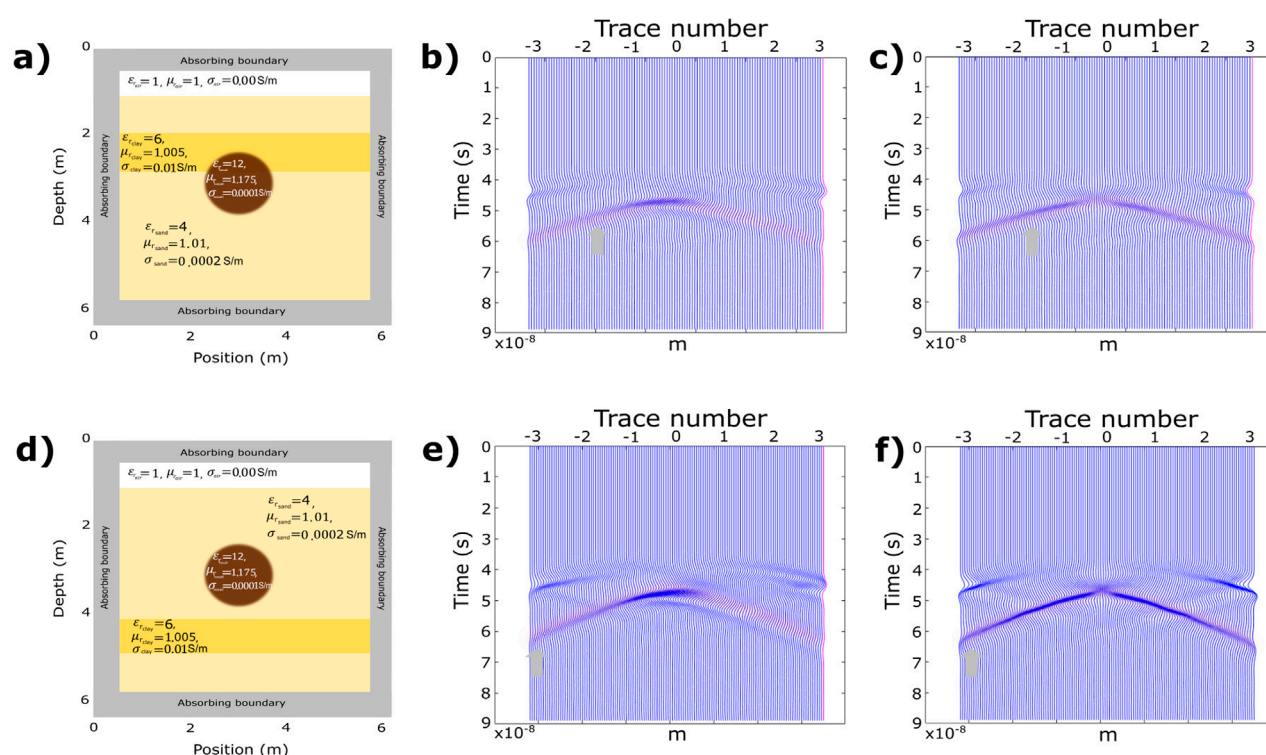 a)
Absorbing boundary
ε_r_air=1, μ_r_air=1, σ_air=0.00 S/m
ε_r_clay=6,
μ_r_clay=1.005,
σ_clay=0.01 S/m
ε_r=12,
μ_r=1.175,
σ=0.0001 S/m
ε_r_sand=4,
μ_r_sand=1.01,
σ_sand=0.0002 S/m
Absorbing boundary
Absorbing boundary
Absorbing boundary
0
2
4
6
Depth (m)
0 2 4 6
Position (m)
b)
Trace number
-3 -2 -1 0 1 2 3
Time (s)
0
1
2
3
4
5
6
7
8
9
x10⁻⁸
m
c)
Trace number
-3 -2 -1 0 1 2 3
Time (s)
0
1
2
3
4
5
6
7
8
9
x10⁻⁸
m
d)
Absorbing boundary
ε_r_air=1, μ_r_air=1, σ_air=0.00 S/m
ε_r_sand=4,
μ_r_sand=1.01,
σ_sand=0.0002 S/m
ε_r=12,
μ_r=1.175,
σ=0.0001 S/m
ε_r_clay=6,
μ_r_clay=1.005,
σ_clay=0.01 S/m
Absorbing boundary
Absorbing boundary
Absorbing boundary
0
2
4
6
Depth (m)
0 2 4 6
Position (m)
e)
Trace number
-3 -2 -1 0 1 2 3
Time (s)
0
1
2
3
4
5
6
7
8
9
x10⁻⁸
m
f)
Trace number
-3 -2 -1 0 1 2 3
Time (s)
0
1
2
3
4
5
6
7
8
9
x10⁻⁸
m